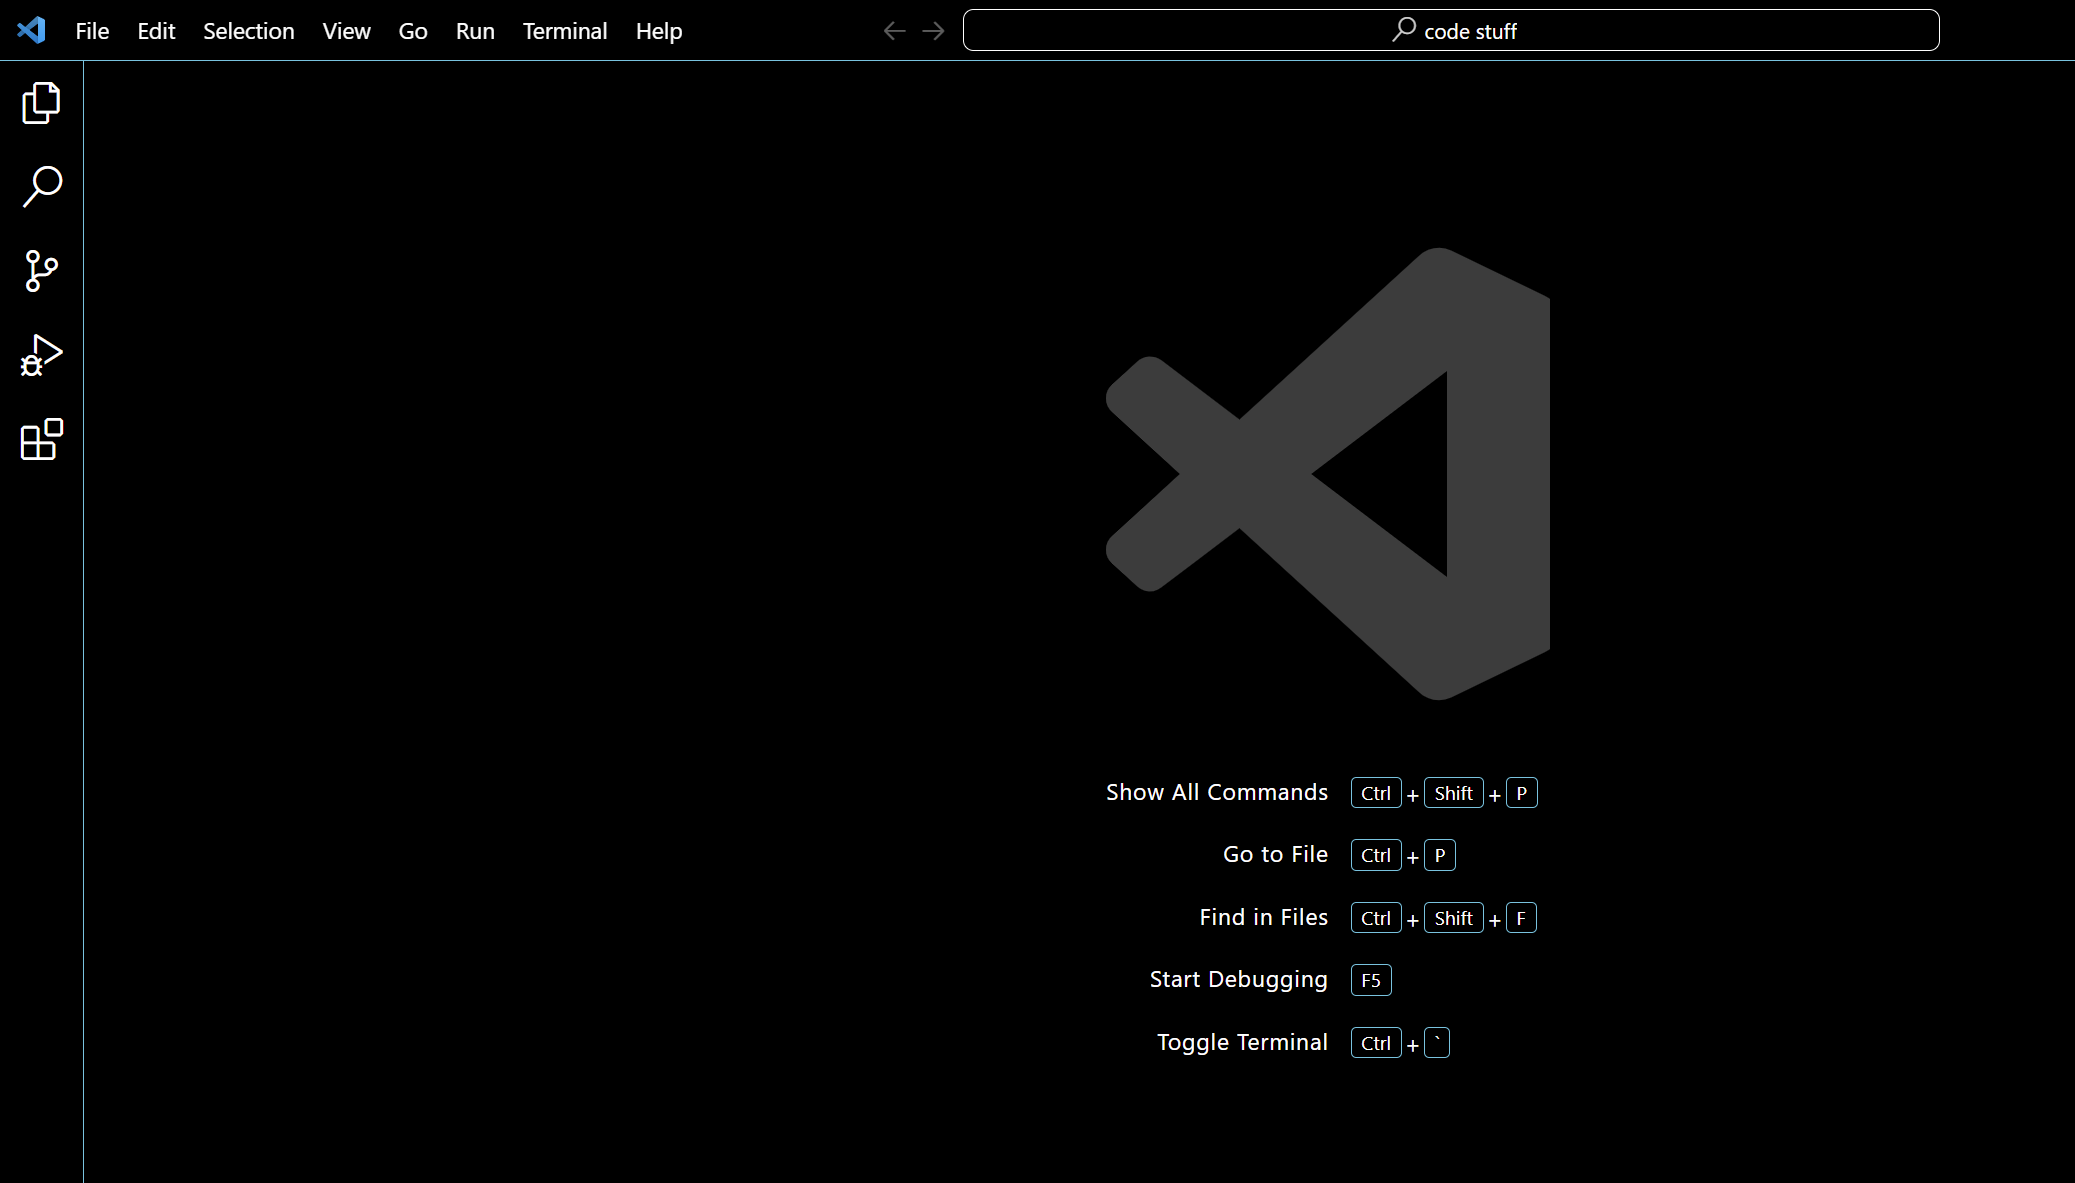 File Edit Selection View Go Run Terminal Help code stuff
Show All Commands Ctrl + Shift + P
Go to File Ctrl + P
Find in Files Ctrl + Shift + F
Start Debugging F5
Toggle Terminal Ctrl + `